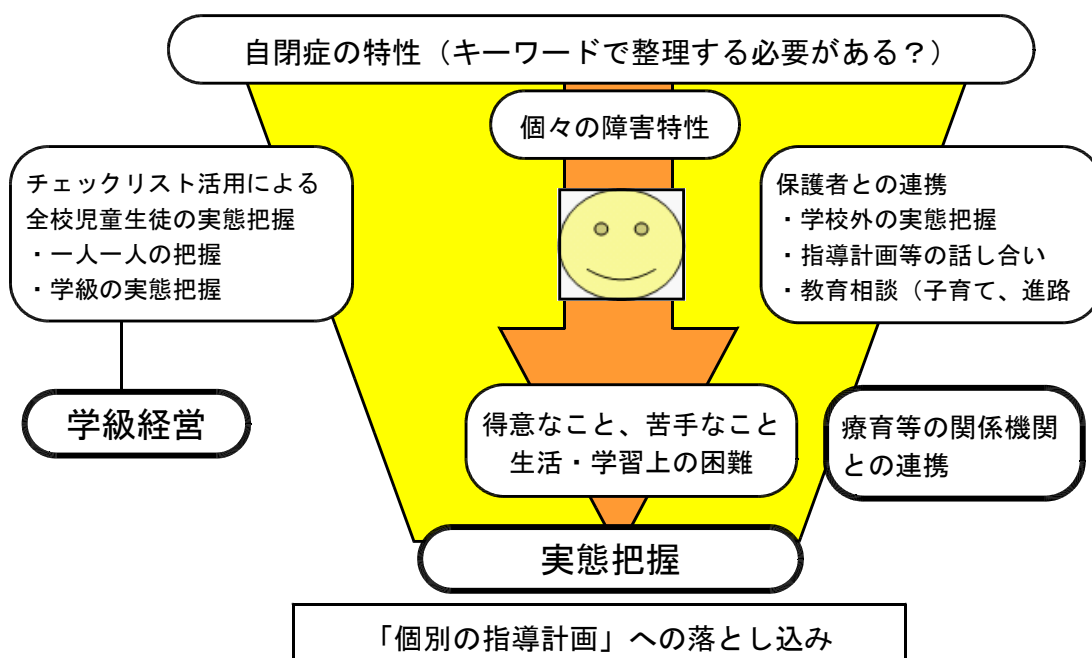 自閉症の特性（キーワードで整理する必要がある？）
個々の障害特性
チェックリスト活用による
全校児童生徒の実態把握
・一人一人の把握
・学級の実態把握
保護者との連携
・学校外の実態把握
・指導計画等の話し合い
・教育相談（子育て、進路
学級経営
得意なこと、苦手なこと
生活・学習上の困難
療育等の関係機関
との連携
実態把握
「個別の指導計画」への落とし込み